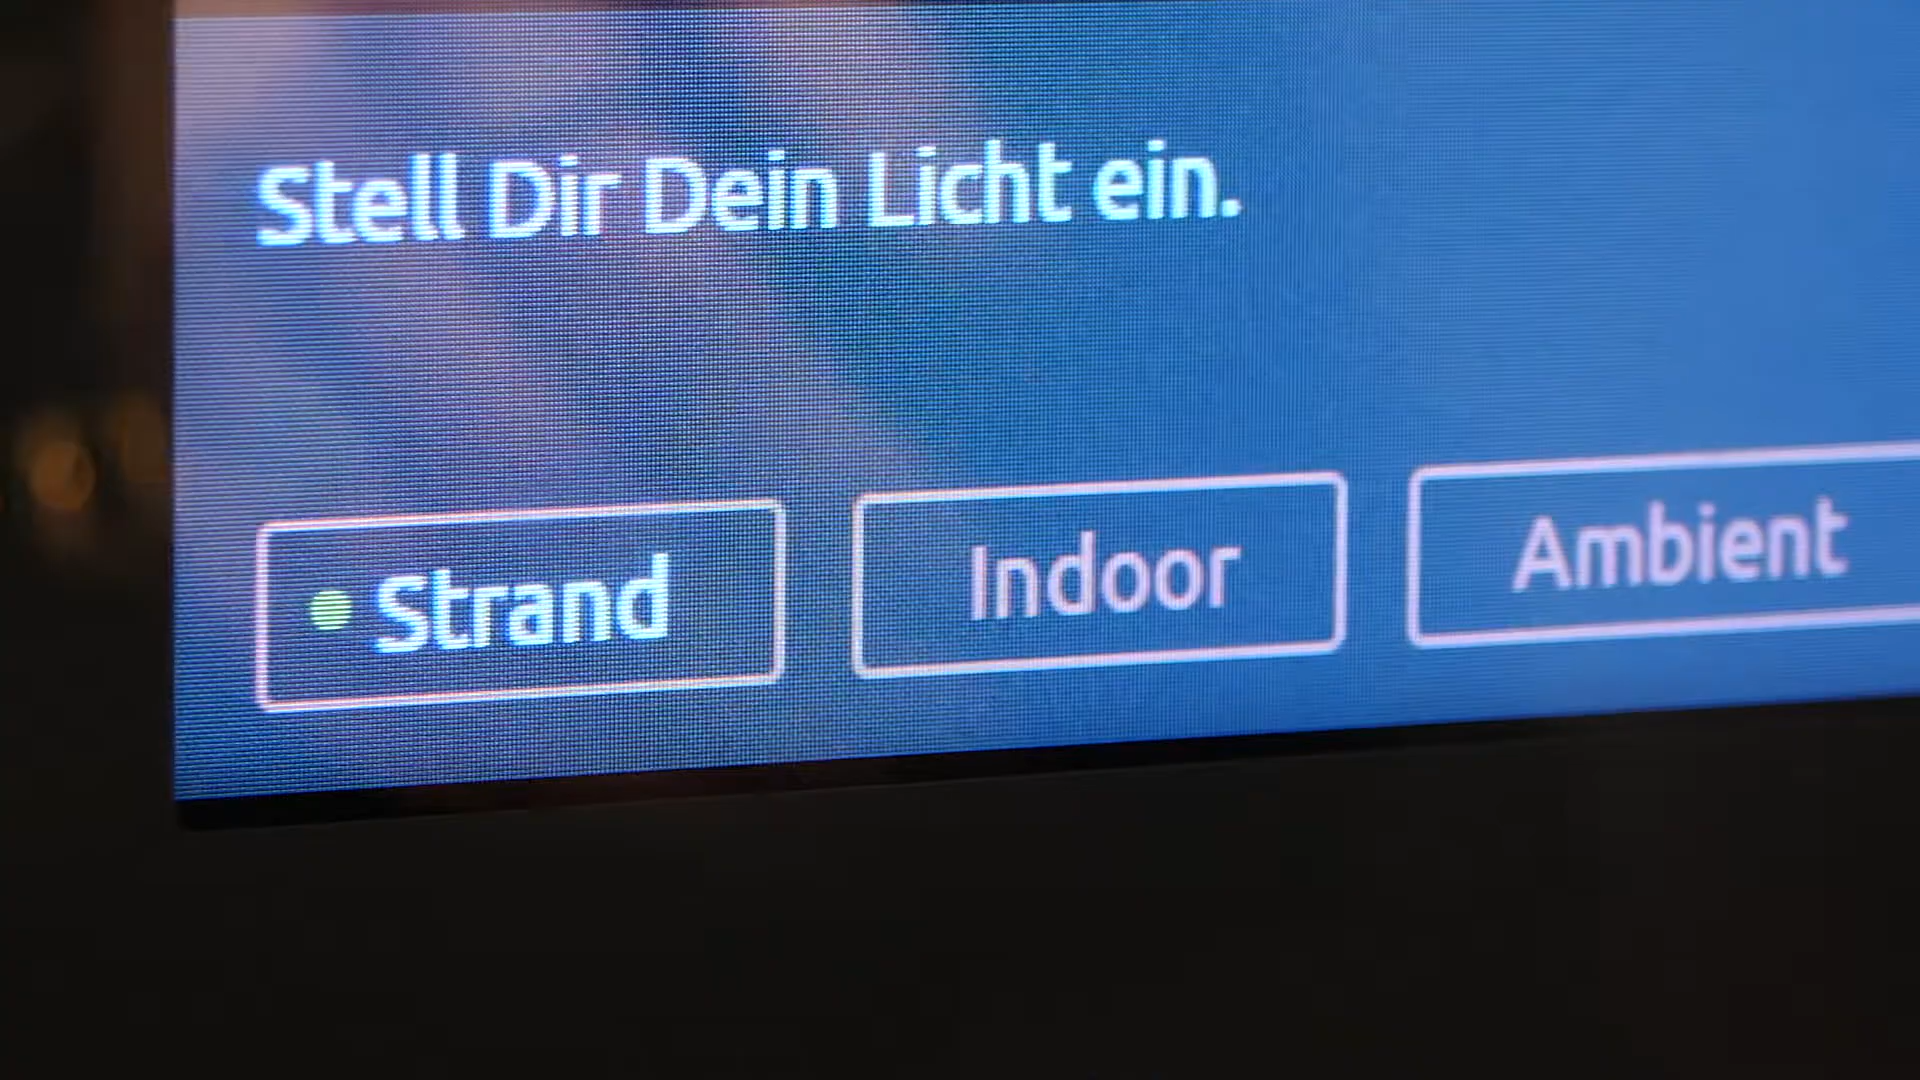 Stell Dir Dein Licht ein.
Strand
Indoor
Ambient